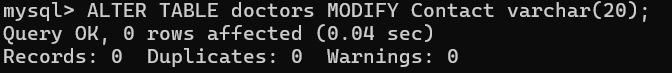 mysql> ALTER TABLE doctors MODIFY Contact varchar(20);
Query OK, 0 rows affected (0.04 sec)
Records: 0  Duplicates: 0  Warnings: 0